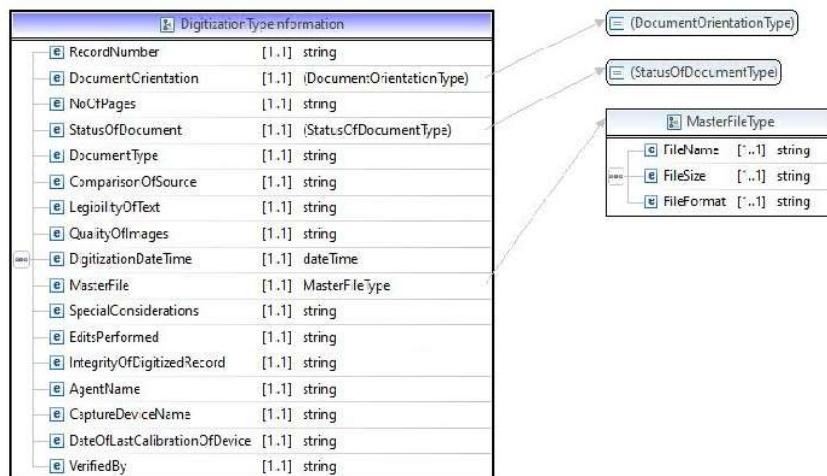 DigitizationTypeInformation
RecordNumber [1..1] string
DocumentOrientation [1..1] (DocumentOrientationType)
NoOfPages [1..1] string
StatusOfDocument [1..1] (StatusOfDocumentType)
DocumentType [1..1] string
ComparisonOfSource [1..1] string
LegibilityOfText [1..1] string
QualityOfImages [1..1] string
DigitizationDateTime [1..1] dateTime
MasterFile [1..1] MasterFileType
SpecialConsiderations [1..1] string
EditsPerformed [1..1] string
IntegrityOfDigitizedRecord [1..1] string
AgentName [1..1] string
CaptureDeviceName [1..1] string
DateOfLastCalibrationOfDevice [1..1] string
VerifiedBy [1..1] string
(DocumentOrientationType)
(StatusOfDocumentType)
MasterFileType
FileName [1..1] string
FileSize [1..1] string
FileFormat [1..1] string